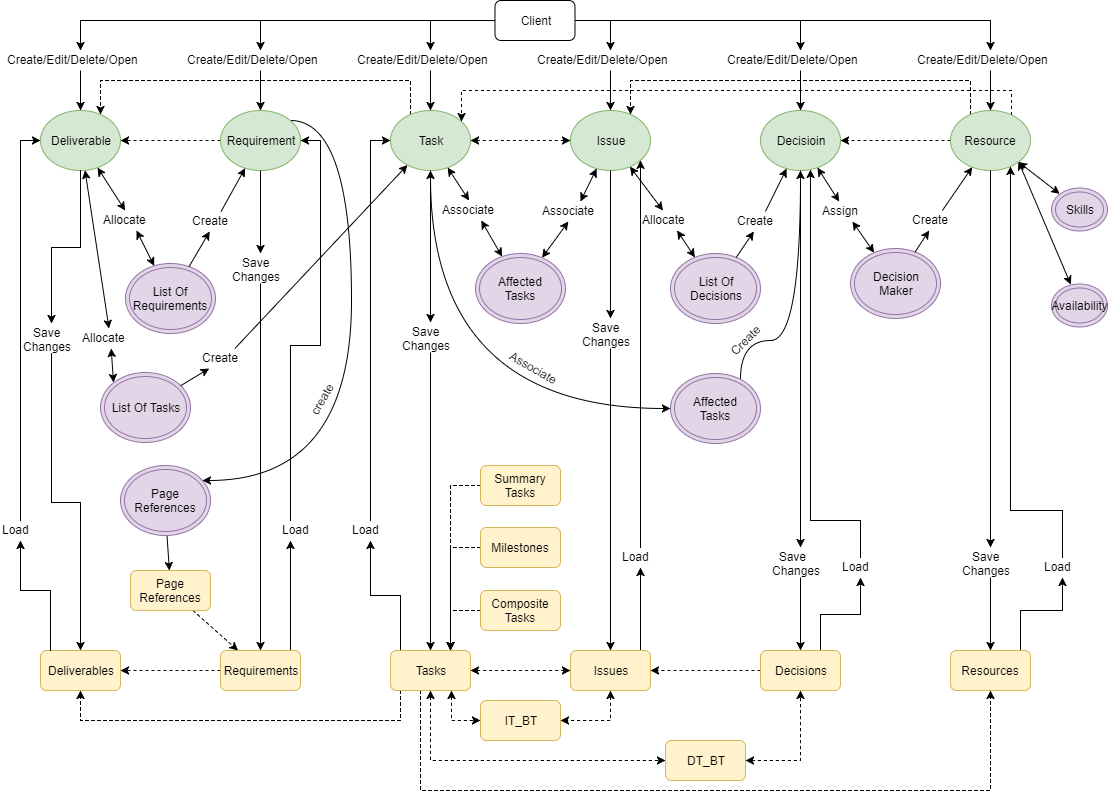 Client
Create/Edit/Delete/Open
Create/Edit/Delete/Open
Create/Edit/Delete/Open
Create/Edit/Delete/Open
Create/Edit/Delete/Open
Create/Edit/Delete/Open
Deliverable
Requirement
Task
Issue
Decisioin
Resource
Allocate
Create
Associate
Associate
Allocate
Create
Assign
Create
Skills
Save
Changes
List Of
Requirements
Affected
Tasks
List Of
Decisions
Decision
Maker
Availability
Save
Changes
Allocate
Create
Save
Changes
Save
Changes
Create
Associate
List Of Tasks
create
Affected
Tasks
Page
References
Summary
Tasks
Load
Load
Load
Milestones
Load
Save
Changes
Load
Save
Changes
Load
Page
References
Composite
Tasks
Deliverables
Requirements
Tasks
Issues
Decisions
Resources
IT_BT
DT_BT